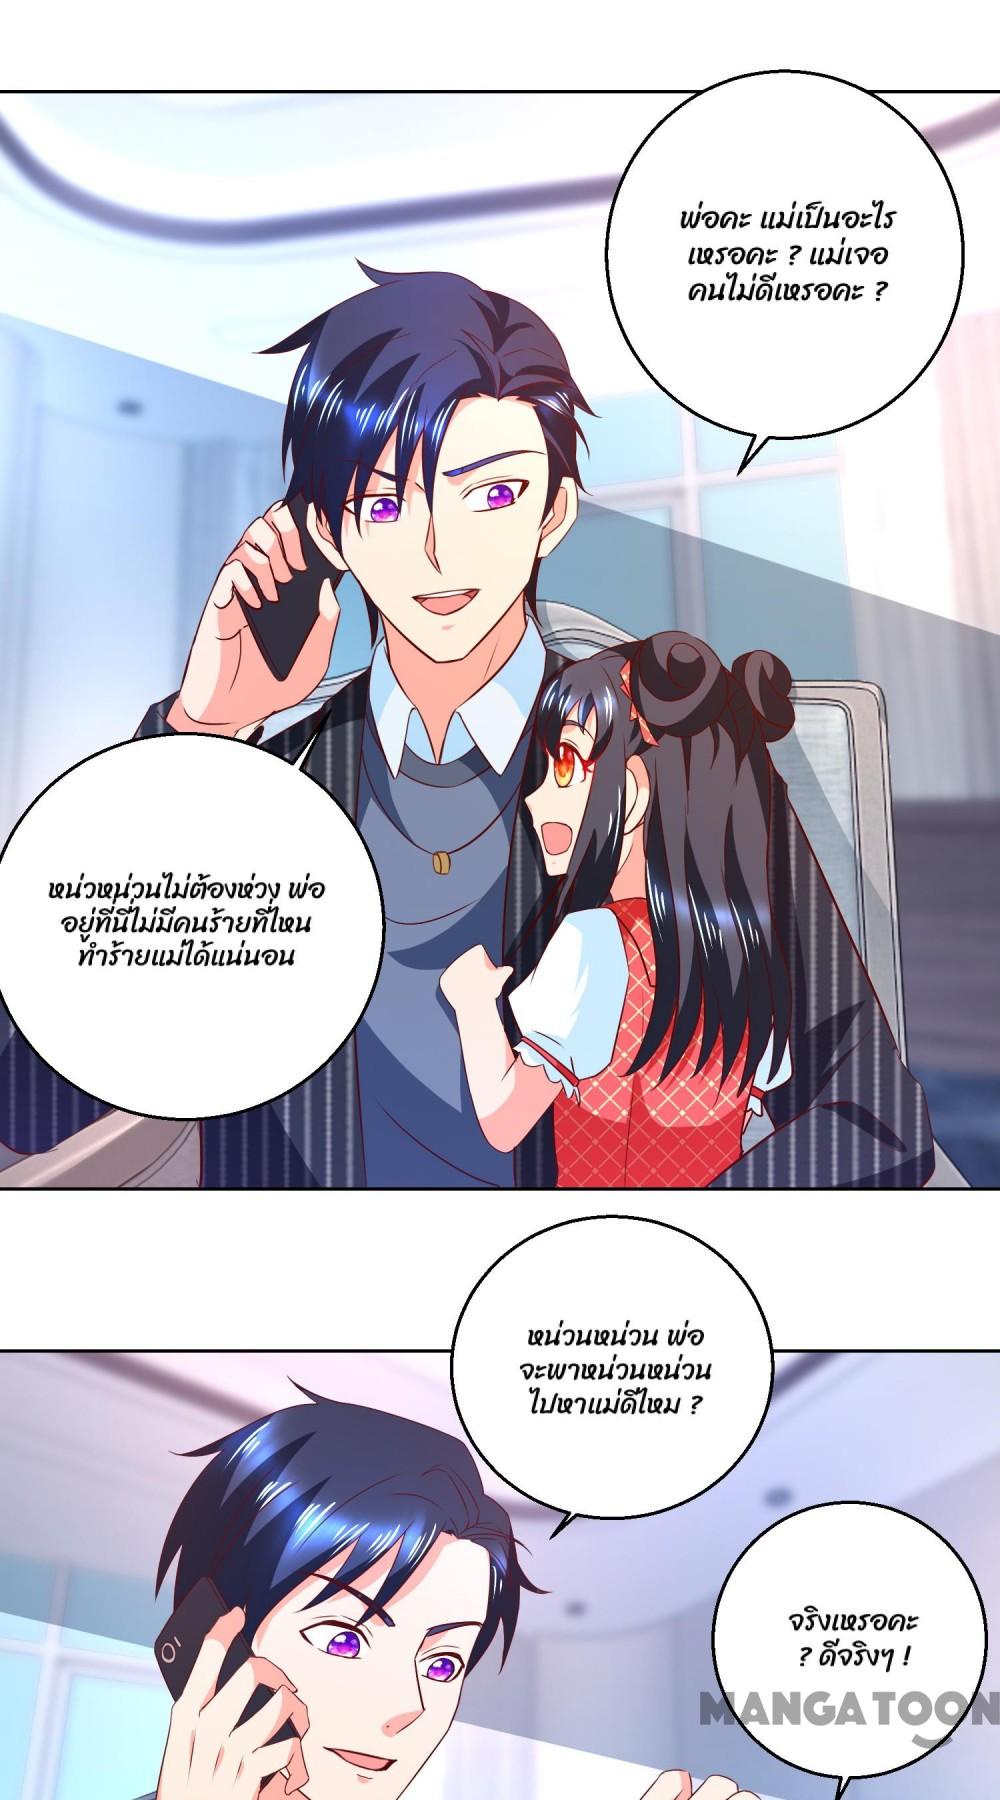 พ่อคะ แม่เป็นอะไร
เหรอคะ ? แม่เจอ
คนไม่ดีเหรอคะ ?
หน่วหน่วนไม่ต้องห่วง พ่อ
อยู่ที่นี่ไม่มีคนร้ายที่ไหน
ทำร้ายแม่ได้แน่นอน
หน่วนหน่วน พ่อ
จะพาหน่วนหน่วน
ไปหาแม่ดีไหม ?
จริงเหรอคะ
? ดีจริงๆ !
MANGATOON